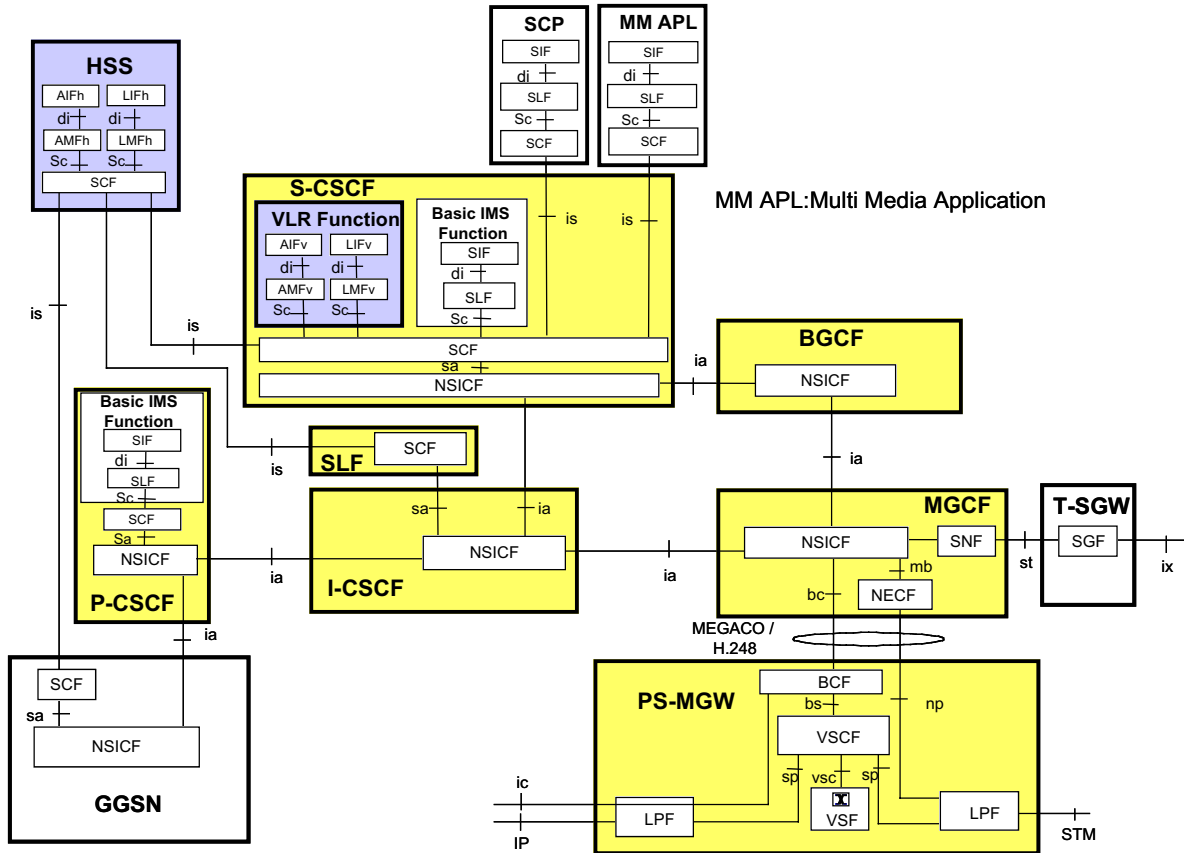 SCP
SIF
di
SLF
Sc
SCF
MM APL
SIF
di
SLF
Sc
SCF
HSS
AIFh
LIFh
di
di
AMFh
LMFh
Sc
Sc
SCF
S-CSCF
MM APL:Multi Media Application
VLR Function
AIFv
LIFv
di
di
AMFv
LMFv
Sc
Sc
Basic IMS
Function
SIF
di
SLF
Sc
is
is
is
is
SCF
sa
NSICF
ia
BGCF
NSICF
Basic IMS
Function
SIF
di
SLF
Sc
SCF
Sa
NSICF
P-CSCF
is
SCF
SLF
ia
sa
ia
NSICF
I-CSCF
ia
ia
MGCF
NSICF
SNF
mb
bc
NECF
st
T-SGW
SGF
ix
ia
MEGACO /
H.248
SCF
sa
NSICF
GGSN
PS-MGW
BCF
bs
np
VSCF
sp
vsc
sp
ic
IP
LPF
VSF
LPF
STM